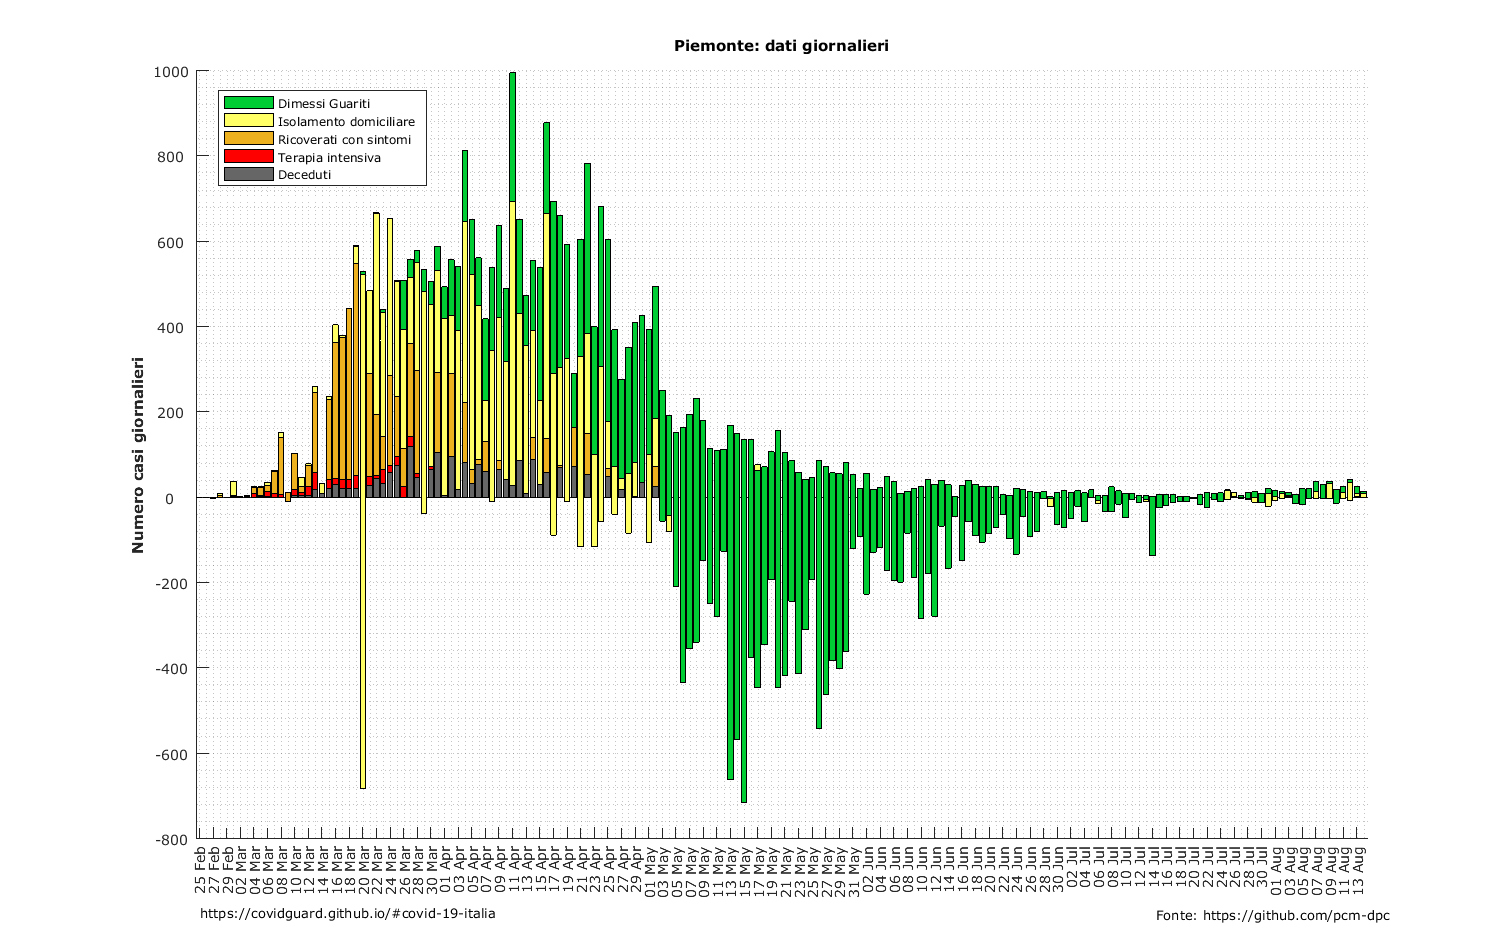 Piemonte: dati giornalieri
1000
800
600
400
200
0
-200
-400
-600
-800
Numero casi giornalieri
Dimessi Guariti
Isolamento domiciliare
Ricoverati con sintomi
Terapia intensiva
Deceduti
25 Feb
27 Feb
29 Feb
02 Mar
04 Mar
06 Mar
08 Mar
10 Mar
12 Mar
14 Mar
16 Mar
18 Mar
20 Mar
22 Mar
24 Mar
26 Mar
28 Mar
30 Mar
01 Apr
03 Apr
05 Apr
07 Apr
09 Apr
11 Apr
13 Apr
15 Apr
17 Apr
19 Apr
21 Apr
23 Apr
25 Apr
27 Apr
29 Apr
01 May
03 May
05 May
07 May
09 May
11 May
13 May
15 May
17 May
19 May
21 May
23 May
25 May
27 May
29 May
31 May
02 Jun
04 Jun
06 Jun
08 Jun
10 Jun
12 Jun
14 Jun
16 Jun
18 Jun
20 Jun
22 Jun
24 Jun
26 Jun
28 Jun
30 Jun
02 Jul
04 Jul
06 Jul
08 Jul
10 Jul
12 Jul
14 Jul
16 Jul
18 Jul
20 Jul
22 Jul
24 Jul
26 Jul
28 Jul
30 Jul
01 Aug
03 Aug
05 Aug
07 Aug
09 Aug
11 Aug
13 Aug
https://covidguard.github.io/#covid-19-italia
Fonte: https://github.com/pcm-dpc